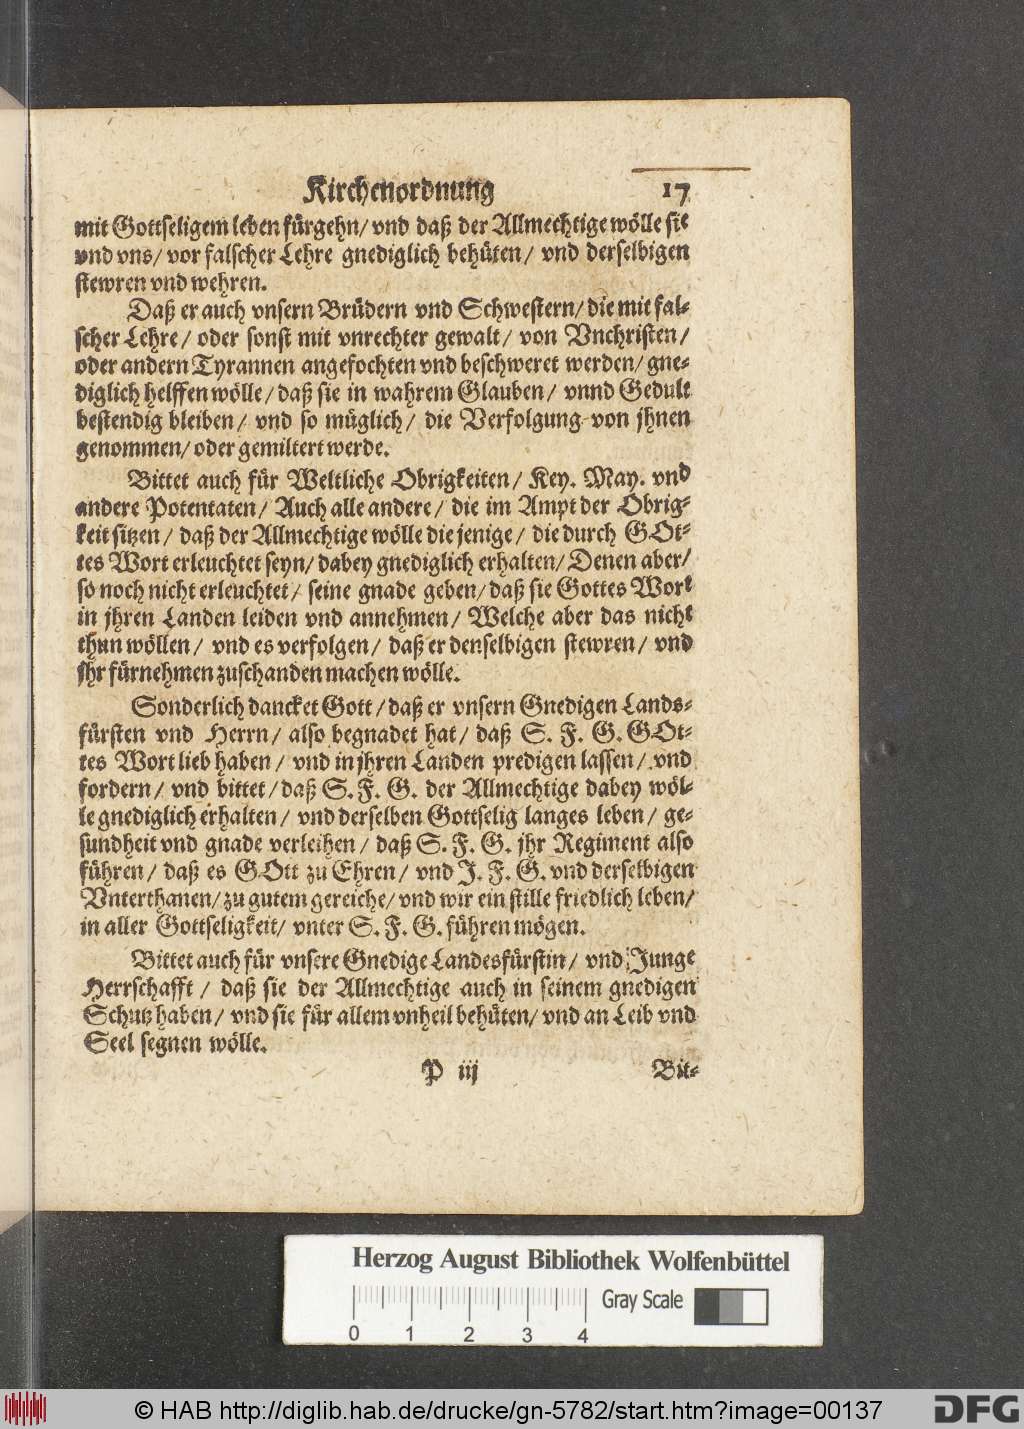 Kirchenordnung 17
mit Gottseligem leben fürgehn/ vnd daß der Allmechtige wölle sie
vnd vns/ vor falscher Lehre gnediglich behüten/ vnd derselbigen
stewren vnd wehren.
Daß er auch vnsern Brüdern vnd Schwestern/ die mit fal-
scher Lehre/ oder sonst mit vnrechter gewalt/ von Vnchristen/
oder andern Tyrannen angefochten vnd beschweret werden/ gne-
diglich helffen wölle/ daß sie in wahrem Glauben/ vnnd Gedult
bestendig bleiben/ vnd so müglich/ die Verfolgung von jhnen
genommen/ oder gemiltert werde.
Bittet auch für Weltliche Obrigkeiten/ Key. May. vnd
andere Potentaten/ Auch alle andere/ die im Ampt der Obrig-
keit sitzen/ daß der Allmechtige wölle die jenige/ die durch GOt-
tes Wort erleuchtet seyn/ dabey gnediglich erhalten/ Denen aber/
so noch nicht erleuchtet/ seine gnade geben/ daß sie Gottes Wort
in jhren Landen leiden vnd annehmen/ Welche aber das nicht
thun wöllen/ vnd es verfolgen/ daß er denselbigen stewren/ vnd
jhr fürnehmen zuschanden machen wölle.
Sonderlich dancket Gott/ daß er vnsern Gnedigen Lands-
fürsten vnd Herrn/ also begnadet hat/ daß S. F. G. GOt-
tes Wort lieb haben/ vnd in jhren Landen predigen lassen/ vnd
fordern/ vnd bittet/ daß S. F. G. der Allmechtige dabey wöl-
le gnediglich erhalten/ vnd derselben Gottselig langes leben/ ge-
sundheit vnd gnade verleihen/ daß S. F. G. jhr Regiment also
führen/ daß es GOtt zu Ehren/ vnd J. F. G. vnd derselbigen
Vnterthanen/ zu gutem gereiche/ vnd wir ein stille friedlich leben/
in aller Gottseligkeit/ vnter S. F. G. führen mögen.
Bittet auch für vnsere Gnedige Landesfürstin/ vnd Junge
Herrschafft/ daß sie der Allmechtige auch in seinem gnedigen
Schutz haben/ vnd sie für allem vnheil behüten/ vnd an Leib vnd
Seel segnen wölle.
P iij Bit-
Herzog August Bibliothek Wolfenbüttel
Gray Scale
0 1 2 3 4
© HAB http://diglib.hab.de/drucke/gn-5782/start.htm?image=00137
DFG